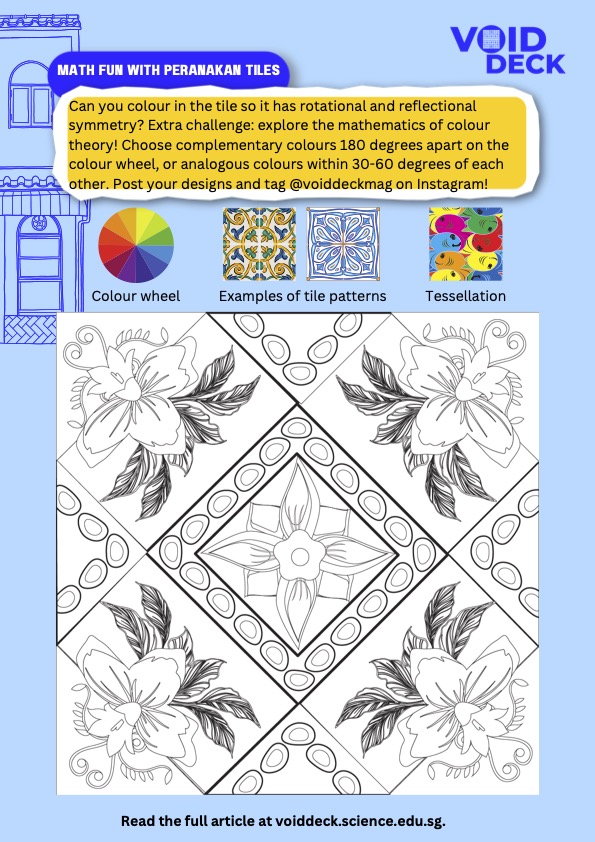 VOID
DECK
MATH FUN WITH PERANAKAN TILES
Can you colour in the tile so it has rotational and reflectional
symmetry? Extra challenge: explore the mathematics of colour
theory! Choose complementary colours 180 degrees apart on the
colour wheel, or analogous colours within 30-60 degrees of each
other. Post your designs and tag @voiddeckmag on Instagram!
Colour wheel
Examples of tile patterns
Tessellation
Read the full article at voiddeck.science.edu.sg.